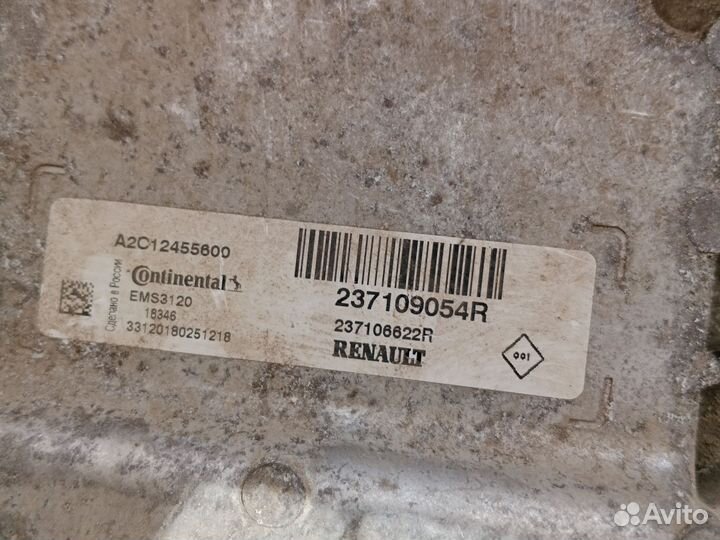 A2C12455600
Continental
EMS3120
18346
33120180251218
Сделано в России
237109054R
237106622R
RENAULT
001
Avito